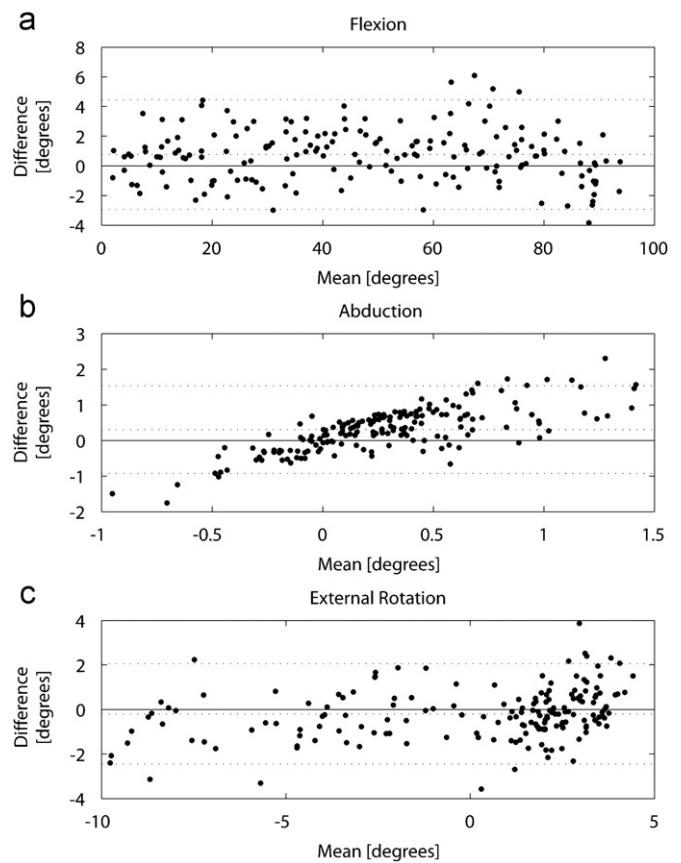 a
Flexion
8
6
4
2
0
-2
-4
Difference
[degrees]
0 20 40 60 80 100
Mean [degrees]
b
Abduction
3
2
1
0
-1
-2
Difference
[degrees]
-1 -0.5 0 0.5 1 1.5
Mean [degrees]
c
External Rotation
4
2
0
-2
-4
Difference
[degrees]
-10 -5 0 5
Mean [degrees]